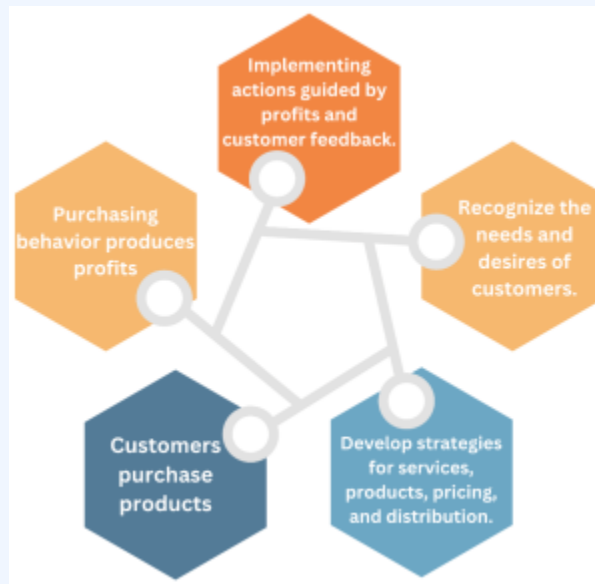 Implementing
actions guided by
profits and
customer feedback.
Recognize the
needs and
desires of
customers.
Develop strategies
for services,
products, pricing,
and distribution.
Customers
purchase
products
Purchasing
behavior produces
profits